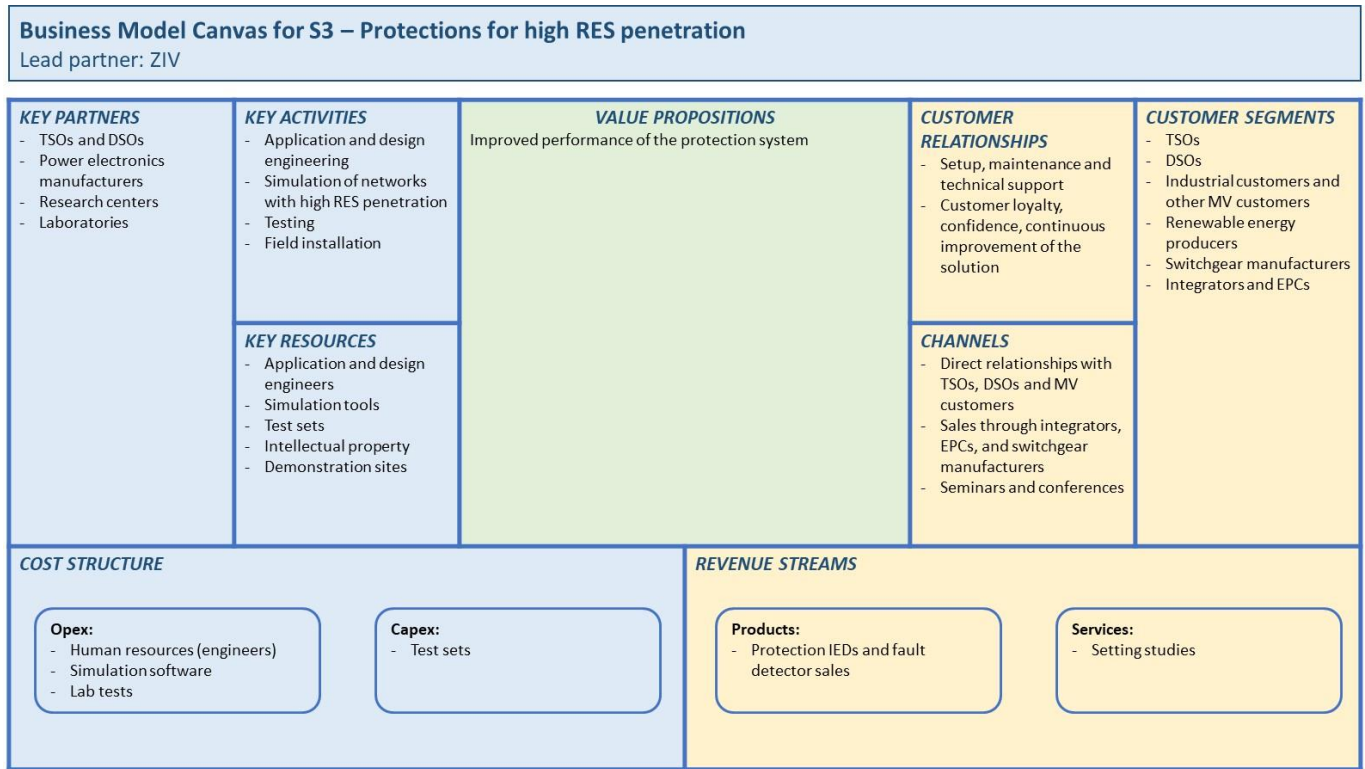 Business Model Canvas for S3 – Protections for high RES penetration
Lead partner: ZIV
KEY PARTNERS
- TSOs and DSOs
- Power electronics
manufacturers
- Research centers
- Laboratories
KEY ACTIVITIES
- Application and design
engineering
- Simulation of networks
with high RES penetration
- Testing
- Field installation
KEY RESOURCES
- Application and design
engineers
- Simulation tools
- Test sets
- Intellectual property
- Demonstration sites
VALUE PROPOSITIONS
Improved performance of the protection system
CUSTOMER
RELATIONSHIPS
- Setup, maintenance and
technical support
- Customer loyalty,
confidence, continuous
improvement of the
solution
CHANNELS
- Direct relationships with
TSOs, DSOs and MV
customers
- Sales through integrators,
EPCs, and switchgear
manufacturers
- Seminars and conferences
CUSTOMER SEGMENTS
- TSOs
- DSOs
- Industrial customers and
other MV customers
- Renewable energy
producers
- Switchgear manufacturers
- Integrators and EPCs
COST STRUCTURE
Opex:
- Human resources (engineers)
- Simulation software
- Lab tests
Capex:
- Test sets
REVENUE STREAMS
Products:
- Protection IEDs and fault
detector sales
Services:
- Setting studies